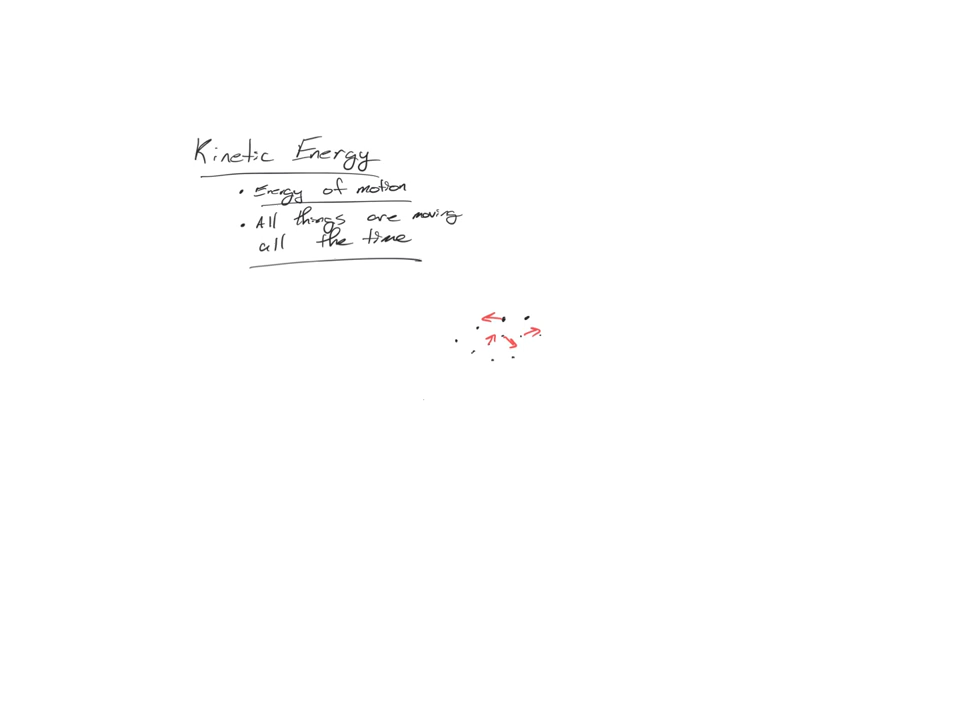 Kinetic Energy
• Energy of motion
• All things are moving
all the time